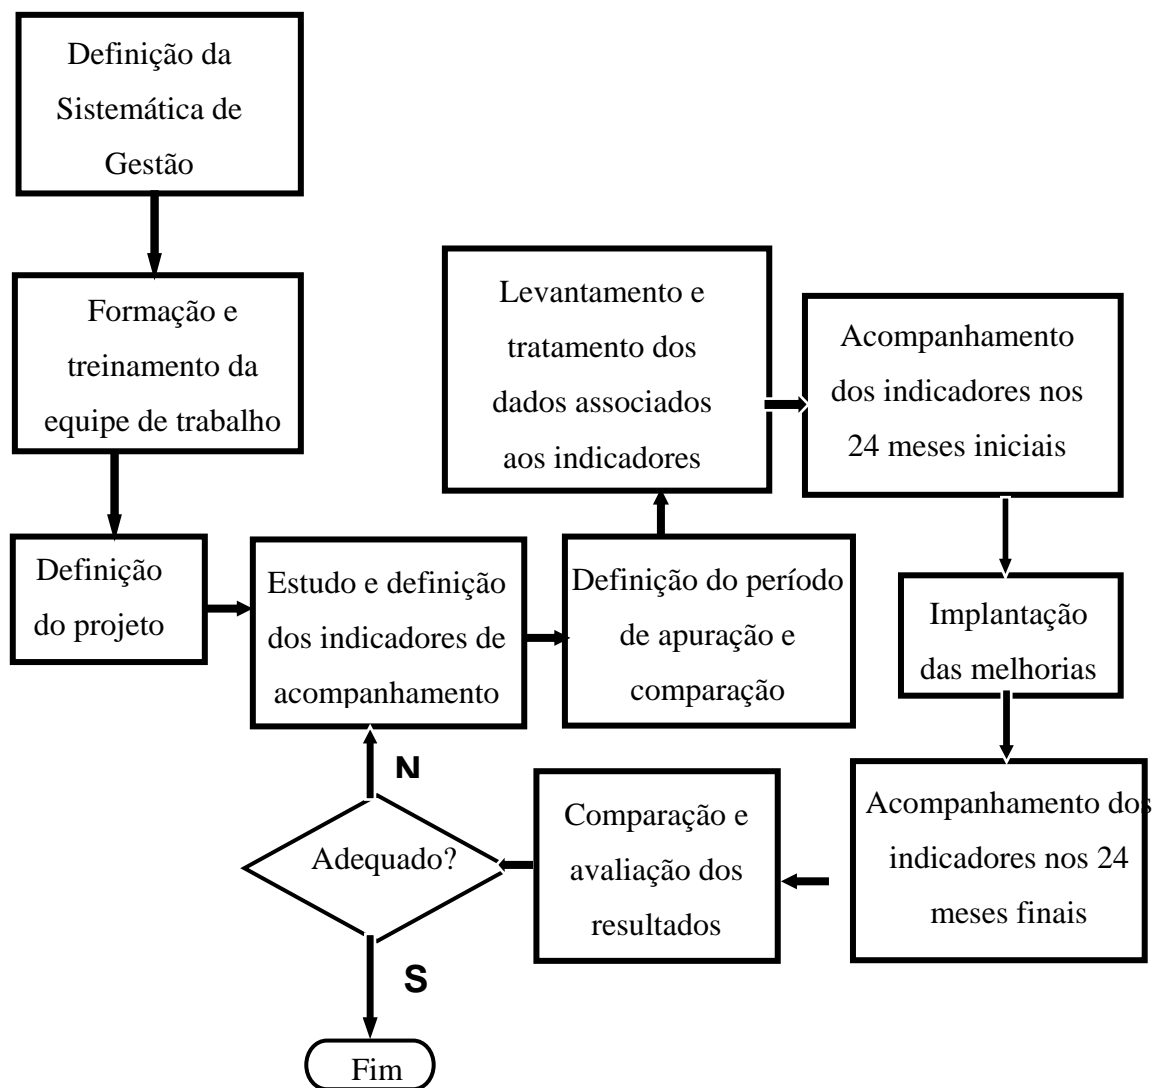 Definição da
Sistemática de
Gestão
Formação e
treinamento da
equipe de trabalho
Definição
do projeto
Estudo e definição
dos indicadores de
acompanhamento
Definição do período
de apuração e
comparação
Levantamento e
tratamento dos
dados associados
aos indicadores
Acompanhamento
dos indicadores nos
24 meses iniciais
Implantação
das melhorias
Acompanhamento dos
indicadores nos 24
meses finais
Comparação e
avaliação dos
resultados
Adequado?
N
S
Fim